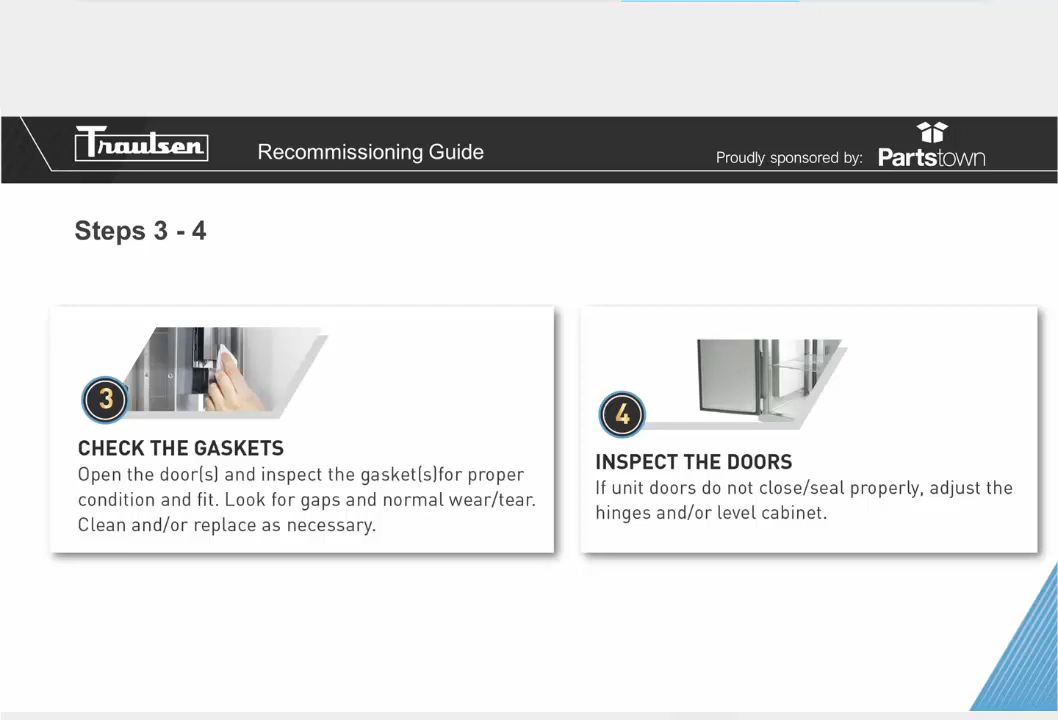 Traulsen
Recommissioning Guide
Proudly sponsored by:
Partstown
Steps 3 - 4
3
CHECK THE GASKETS
Open the door(s) and inspect the gasket(s)for proper
condition and fit. Look for gaps and normal wear/tear.
Clean and/or replace as necessary.
4
INSPECT THE DOORS
If unit doors do not close/seal properly, adjust the
hinges and/or level cabinet.